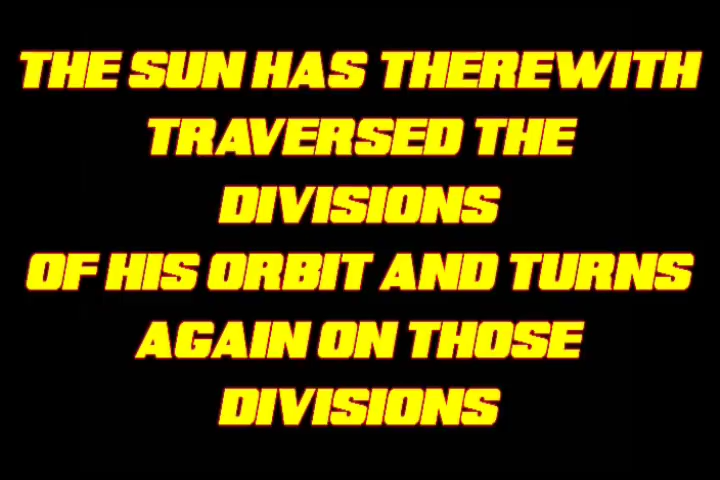 THE SUN HAS THEREWITH
TRAVERSED THE
DIVISIONS
OF HIS ORBIT AND TURNS
AGAIN ON THOSE
DIVISIONS